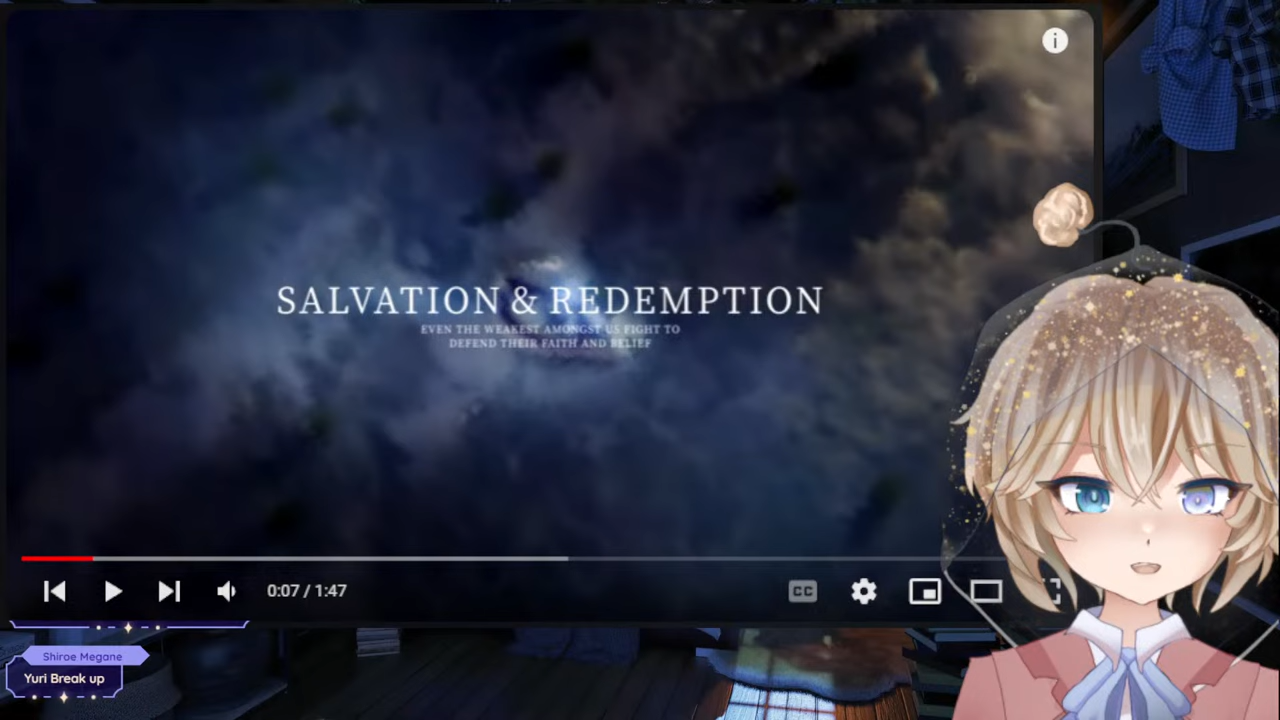 SALVATION & REDEMPTION
EVEN THE WEAKEST AMONGST US FIGHT TO
DEFEND THEIR FAITH AND BELIEF
0:07 / 1:47
CC
Shiroe Megane
Yuri Break up